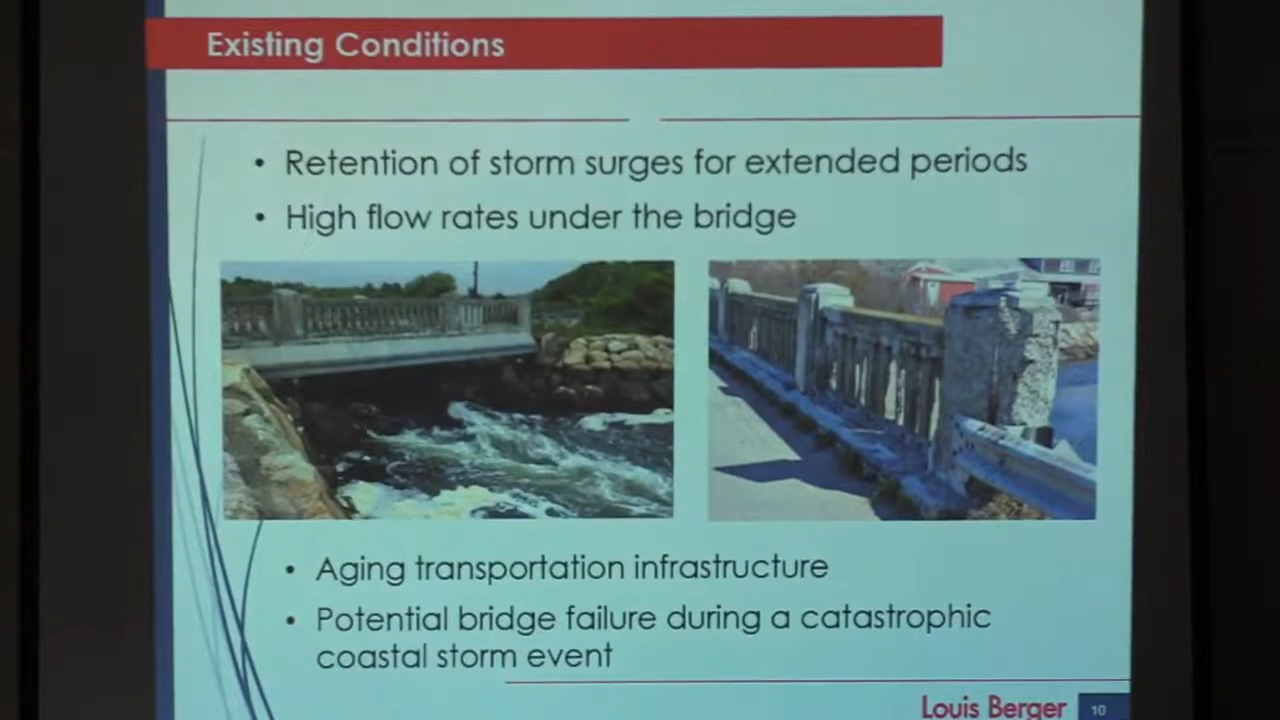 Existing Conditions
• Retention of storm surges for extended periods
• High flow rates under the bridge
• Aging transportation infrastructure
• Potential bridge failure during a catastrophic
coastal storm event
Louis Berger
10